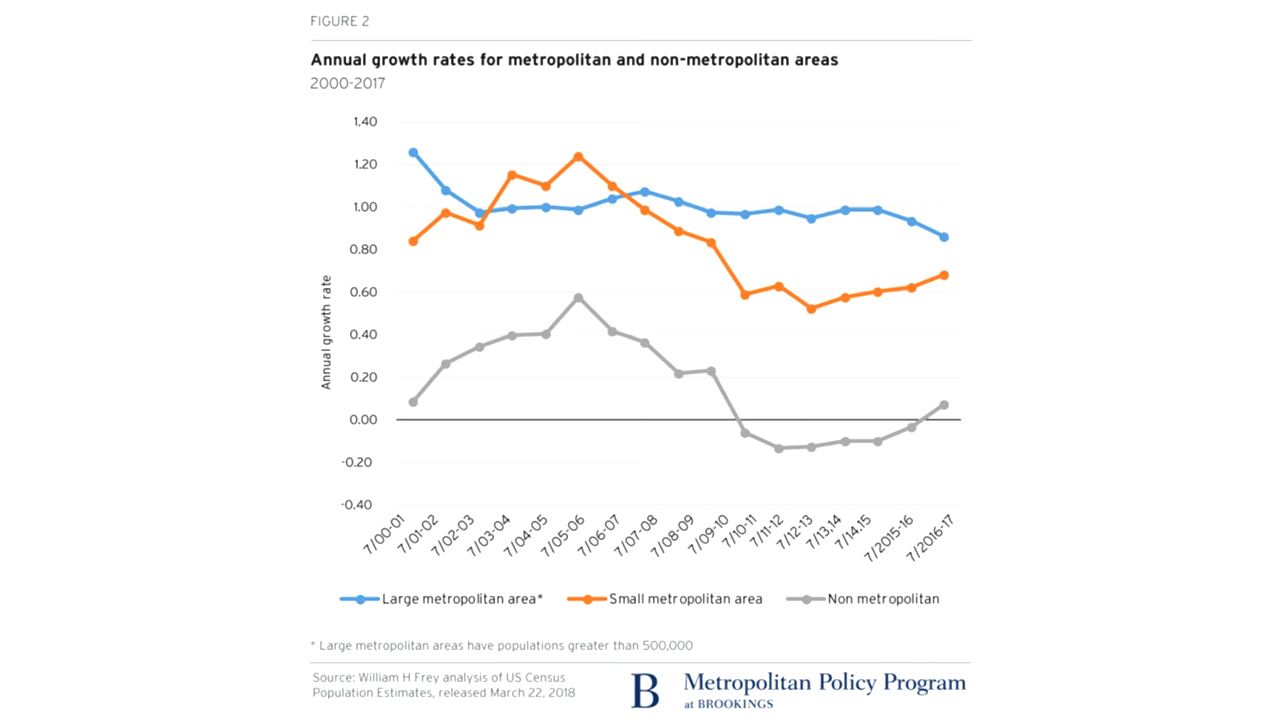 FIGURE 2
Annual growth rates for metropolitan and non-metropolitan areas
2000-2017
1.40
1.20
1.00
0.80
0.60
0.40
0.20
0.00
-0.20
-0.40
Annual growth rate
7/00-01
7/01-02
7/02-03
7/03-04
7/04-05
7/05-06
7/06-07
7/07-08
7/08-09
7/09-10
7/10-11
7/11-12
7/12-13
7/13,14
7/14.15
7/2015-16
7/2016-17
Large metropolitan area*
Small metropolitan area
Non metropolitan
* Large metropolitan areas have populations greater than 500,000
Source: William H Frey analysis of US Census
Population Estimates, released March 22, 2018
B
Metropolitan Policy Program
at BROOKINGS